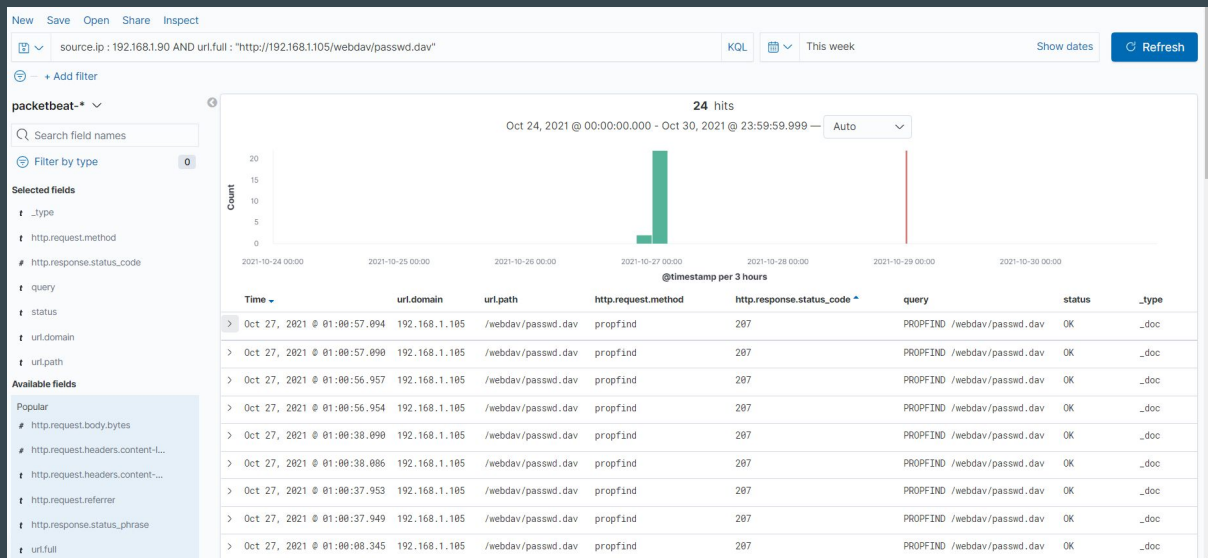 New Save Open Share Inspect
source.ip : 192.168.1.90 AND url.full : "http://192.168.1.105/webdav/passwd.dav" KQL This week Show dates Refresh
+ Add filter
packetbeat-*
Search field names
Filter by type 0
Selected fields
t _type
t http.request.method
# http.response.status_code
t query
t status
t url.domain
t url.path
Available fields
Popular
# http.request.body.bytes
# http.request.headers.content-l...
t http.request.headers.content-...
t http.request.referrer
t http.response.status_phrase
t url.full
24 hits
Oct 24, 2021 @ 00:00:00.000 - Oct 30, 2021 @ 23:59:59.999 — Auto
Count
20
15
10
5
0
2021-10-24 00:00 2021-10-25 00:00 2021-10-26 00:00 2021-10-27 00:00 2021-10-28 00:00 2021-10-29 00:00 2021-10-30 00:00
@timestamp per 3 hours
Time url.domain url.path http.request.method http.response.status_code query status _type
> Oct 27, 2021 @ 01:00:57.094 192.168.1.105 /webdav/passwd.dav propfind 207 PROPFIND /webdav/passwd.dav OK _doc
> Oct 27, 2021 @ 01:00:57.090 192.168.1.105 /webdav/passwd.dav propfind 207 PROPFIND /webdav/passwd.dav OK _doc
> Oct 27, 2021 @ 01:00:56.957 192.168.1.105 /webdav/passwd.dav propfind 207 PROPFIND /webdav/passwd.dav OK _doc
> Oct 27, 2021 @ 01:00:56.954 192.168.1.105 /webdav/passwd.dav propfind 207 PROPFIND /webdav/passwd.dav OK _doc
> Oct 27, 2021 @ 01:00:38.090 192.168.1.105 /webdav/passwd.dav propfind 207 PROPFIND /webdav/passwd.dav OK _doc
> Oct 27, 2021 @ 01:00:38.086 192.168.1.105 /webdav/passwd.dav propfind 207 PROPFIND /webdav/passwd.dav OK _doc
> Oct 27, 2021 @ 01:00:37.953 192.168.1.105 /webdav/passwd.dav propfind 207 PROPFIND /webdav/passwd.dav OK _doc
> Oct 27, 2021 @ 01:00:37.949 192.168.1.105 /webdav/passwd.dav propfind 207 PROPFIND /webdav/passwd.dav OK _doc
> Oct 27, 2021 @ 01:00:08.345 192.168.1.105 /webdav/passwd.dav propfind 207 PROPFIND /webdav/passwd.dav OK _doc